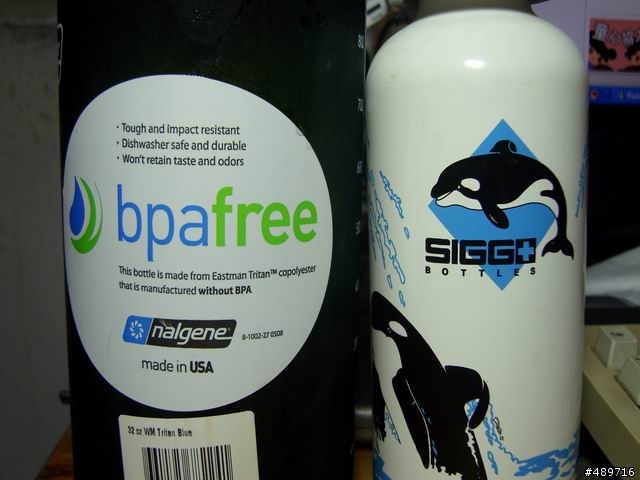 · Tough and impact resistant
· Dishwasher safe and durable
· Won't retain taste and odors
bpafree
This bottle is made from Eastman Tritan™ copolyester
that is manufactured without BPA
nalgene® 8-1002-27 0508
made in USA
32 oz WM Tritan Blue
SIGG
BOTTLES
#489716